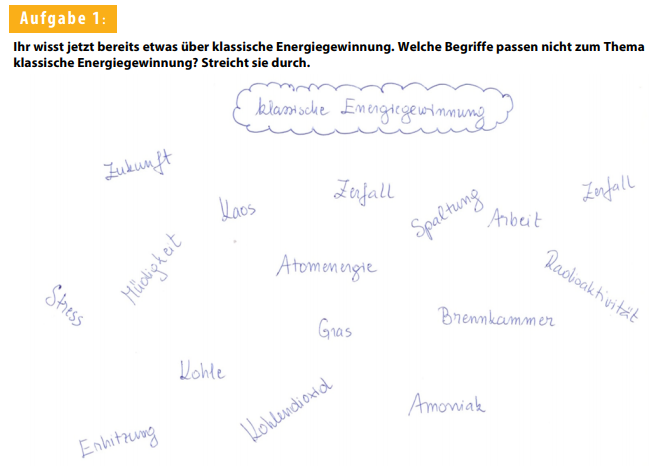 Aufgabe 1:
Ihr wisst jetzt bereits etwas über klassische Energiegewinnung. Welche Begriffe passen nicht zum Thema
klassische Energiegewinnung? Streicht sie durch.
klassische Energiegewinnung
Zukunft
Zerfall
Zerfall
Kaos
Spaltung
Arbeit
Müdigkeit
Atomenergie
Radioaktivität
Stress
Gras
Brennkammer
Kohle
Kohlendioxid
Amoniak
Erhitzung